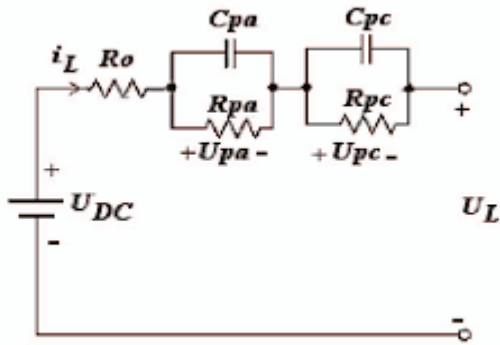 Cpa
Cpc
iL
Ro
Rpa
Rpc
+
+Upa-
+Upc-
+
UDC
UL
-
-